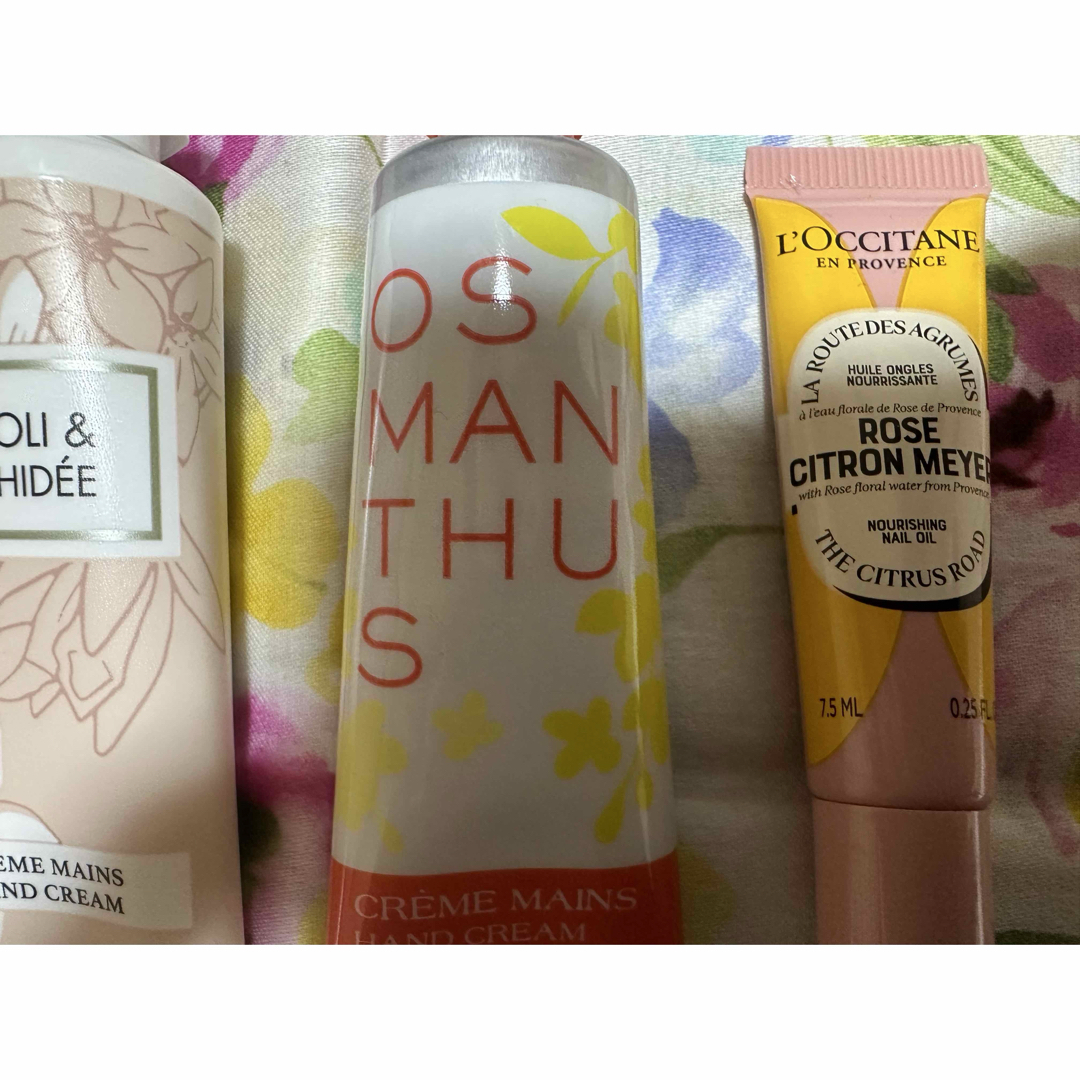 OLI &
HIDÉE
ÈME MAINS
ND CREAM
OS
MAN
THU
S
CRÈME MAINS
HAND CREAM
L'OCCITANE
EN PROVENCE
LA ROUTE DES AGRUMES
HUILE ONGLES
NOURRISSANTE
à l'eau florale de Rose de Provence
ROSE
CITRON MEYER
with Rose floral water from Provence
NOURISHING
NAIL OIL
THE CITRUS ROAD
7.5 ML
0.25 FL